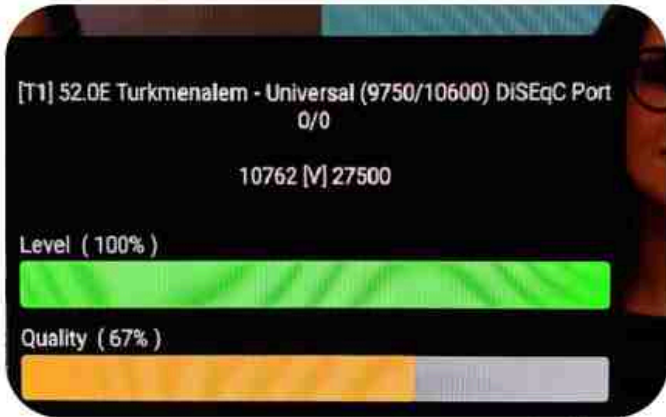 [T1] 52.0E Turkmenalem - Universal (9750/10600) DiSEqC Port
0/0
10762 [V] 27500
Level ( 100% )
Quality ( 67% )